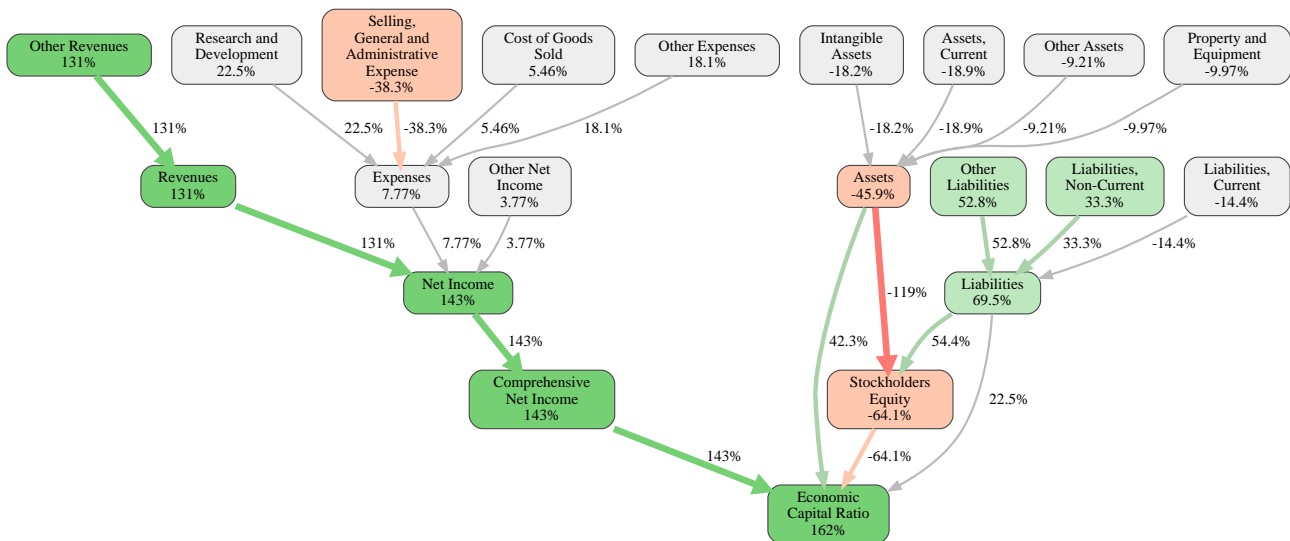 Other Revenues
131%
Research and
Development
22.5%
Selling,
General and
Administrative
Expense
-38.3%
Cost of Goods
Sold
5.46%
Other Expenses
18.1%
Intangible
Assets
-18.2%
Assets,
Current
-18.9%
Other Assets
-9.21%
Property and
Equipment
-9.97%
131%
22.5%
-38.3%
5.46%
18.1%
-18.2%
-18.9%
-9.21%
-9.97%
Revenues
131%
Expenses
7.77%
Other Net
Income
3.77%
Assets
-45.9%
Other
Liabilities
52.8%
Liabilities,
Non-Current
33.3%
Liabilities,
Current
-14.4%
131%
7.77%
3.77%
52.8%
33.3%
-14.4%
Net Income
143%
-119%
Liabilities
69.5%
143%
42.3%
54.4%
Comprehensive
Net Income
143%
Stockholders
Equity
-64.1%
22.5%
143%
-64.1%
Economic
Capital Ratio
162%